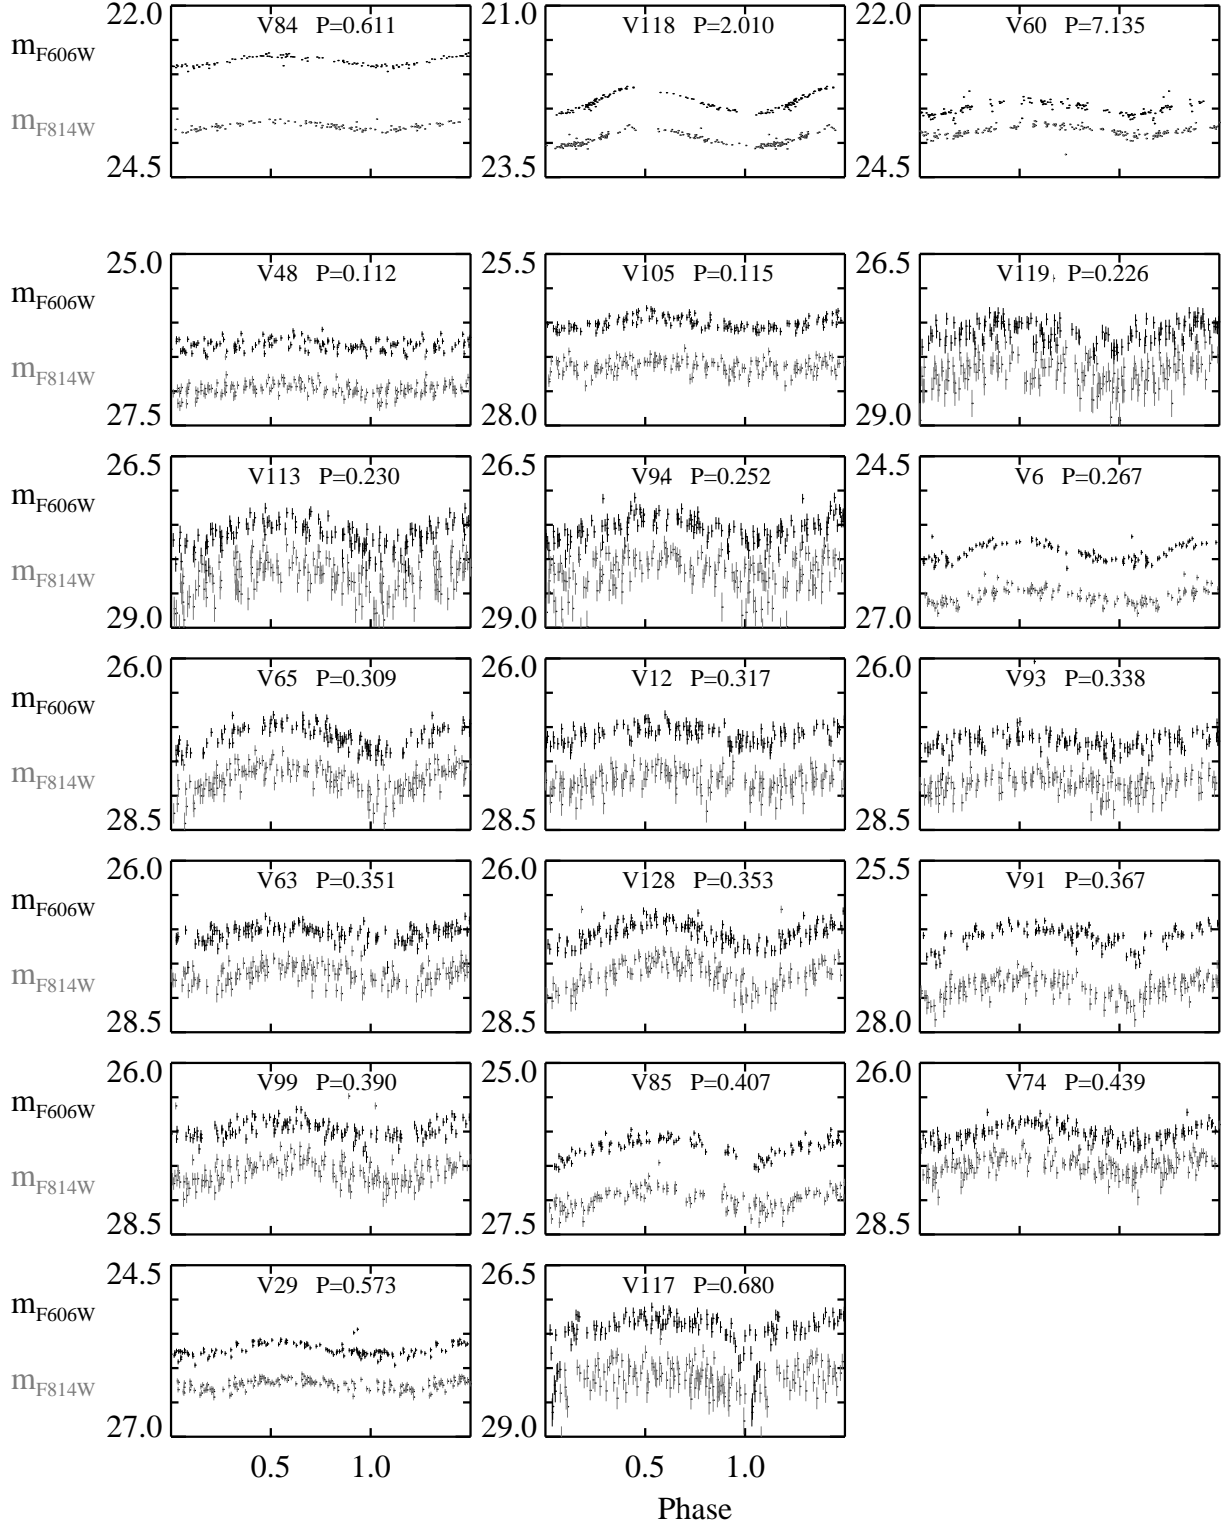 22.0 V84 P=0.611 21.0 V118 P=2.010 22.0 V60 P=7.135
mF606W
mF814W
24.5 23.5 24.5
25.0 V48 P=0.112 25.5 V105 P=0.115 26.5 V119 P=0.226
mF606W
mF814W
27.5 28.0 29.0
26.5 V113 P=0.230 26.5 V94 P=0.252 24.5 V6 P=0.267
mF606W
mF814W
29.0 29.0 27.0
26.0 V65 P=0.309 26.0 V12 P=0.317 26.0 V93 P=0.338
mF606W
mF814W
28.5 28.5 28.5
26.0 V63 P=0.351 26.0 V128 P=0.353 25.5 V91 P=0.367
mF606W
mF814W
28.5 28.5 28.0
26.0 V99 P=0.390 25.0 V85 P=0.407 26.0 V74 P=0.439
mF606W
mF814W
28.5 27.5 28.5
24.5 V29 P=0.573 26.5 V117 P=0.680
mF606W
mF814W
27.0 29.0
0.5 1.0 0.5 1.0
Phase